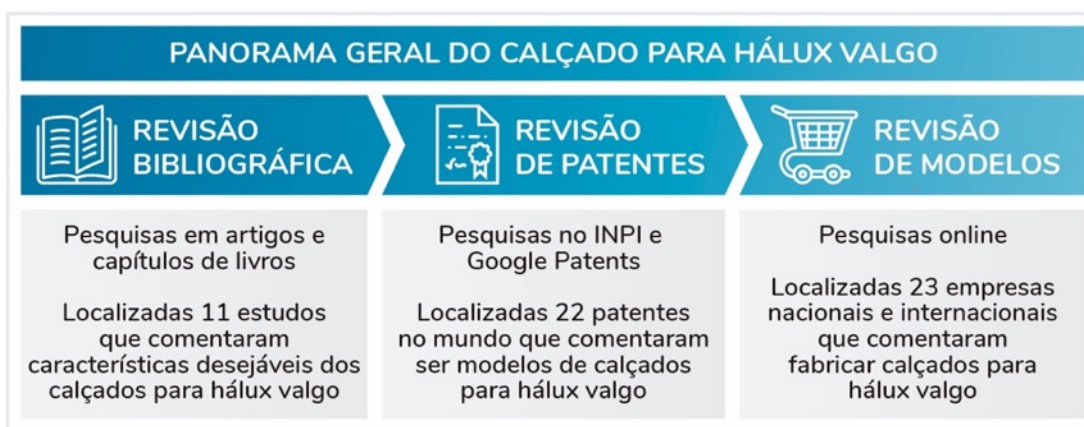 PANORAMA GERAL DO CALÇADO PARA HÁLUX VALGO
REVISÃO
BIBLIOGRÁFICA
REVISÃO
DE PATENTES
REVISÃO
DE MODELOS
Pesquisas em artigos e
capítulos de livros
Localizadas 11 estudos
que comentaram
características desejáveis dos
calçados para hálux valgo
Pesquisas no INPI e
Google Patents
Localizadas 22 patentes
no mundo que comentaram
ser modelos de calçados
para hálux valgo
Pesquisas online
Localizadas 23 empresas
nacionais e internacionais
que comentaram
fabricar calçados para
hálux valgo